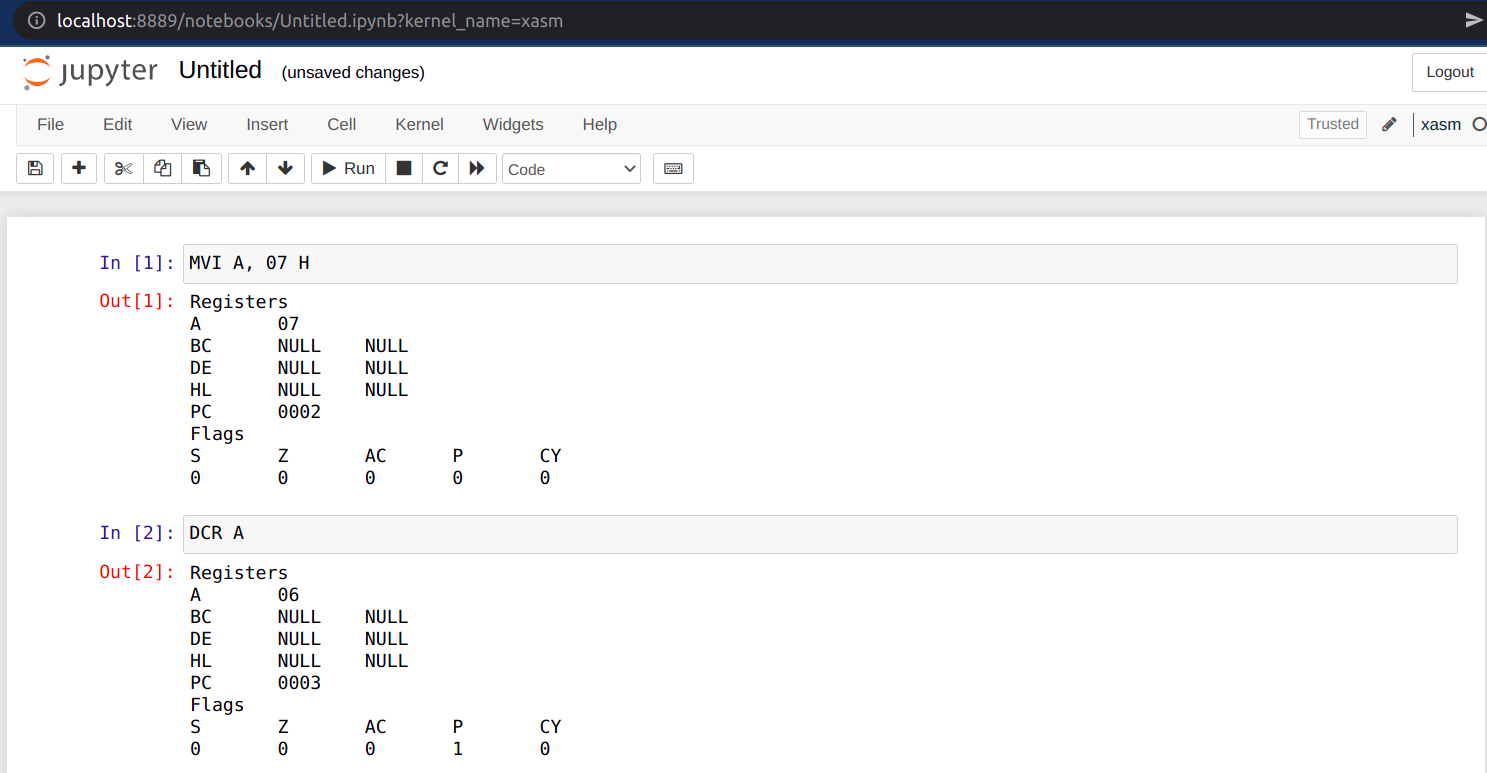 localhost:8889/notebooks/Untitled.ipynb?kernel_name=xasm
jupyter Untitled (unsaved changes) Logout
File Edit View Insert Cell Kernel Widgets Help Trusted xasm
Run Code
In [1]: MVI A, 07 H
Out[1]: Registers
A 07
BC NULL NULL
DE NULL NULL
HL NULL NULL
PC 0002
Flags
S Z AC P CY
0 0 0 0 0
In [2]: DCR A
Out[2]: Registers
A 06
BC NULL NULL
DE NULL NULL
HL NULL NULL
PC 0003
Flags
S Z AC P CY
0 0 0 1 0